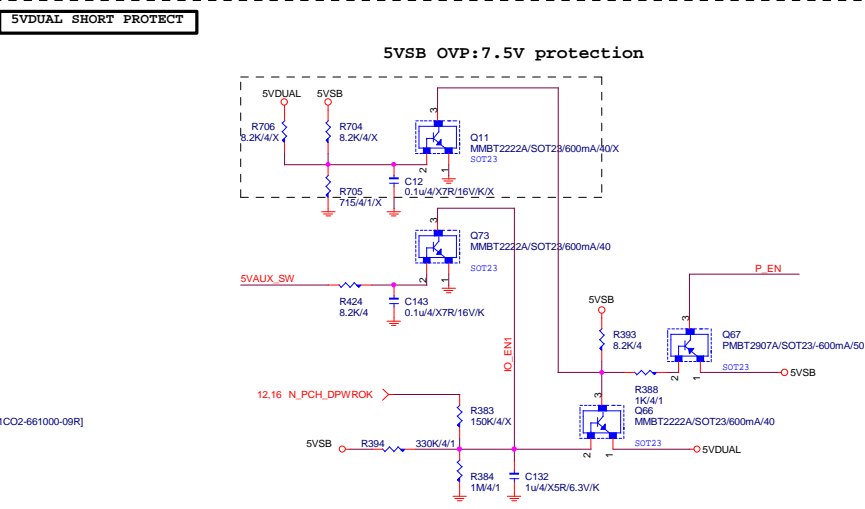 5VDUAL SHORT PROTECT
5VSB OVP:7.5V protection
5VDUAL
5VSB
R706
8.2K/4/X
R704
8.2K/4/X
3
Q11
MMBT2222A/SOT23/600mA/40/X
SOT23
2
1
R705
715/4/1/X
C12
0.1u/4/X7R/16V/K/X
3
Q73
MMBT2222A/SOT23/600mA/40
SOT23
2
1
5VAUX_SW
R424
8.2K/4
C143
0.1u/4/X7R/16V/K
P_EN
5VSB
R393
8.2K/4
3
Q67
PMBT2907A/SOT23/-600mA/50
SOT23
2
1
5VSB
IO_EN1
R388
1K/4/1
12,16 N_PCH_DPWROK
R383
150K/4/X
3
Q66
MMBT2222A/SOT23/600mA/40
SOT23
2
1
5VDUAL
1CO2-661000-09R]
5VSB
R394
330K/4/1
R384
1M/4/1
C132
1u/4/X5R/6.3V/K